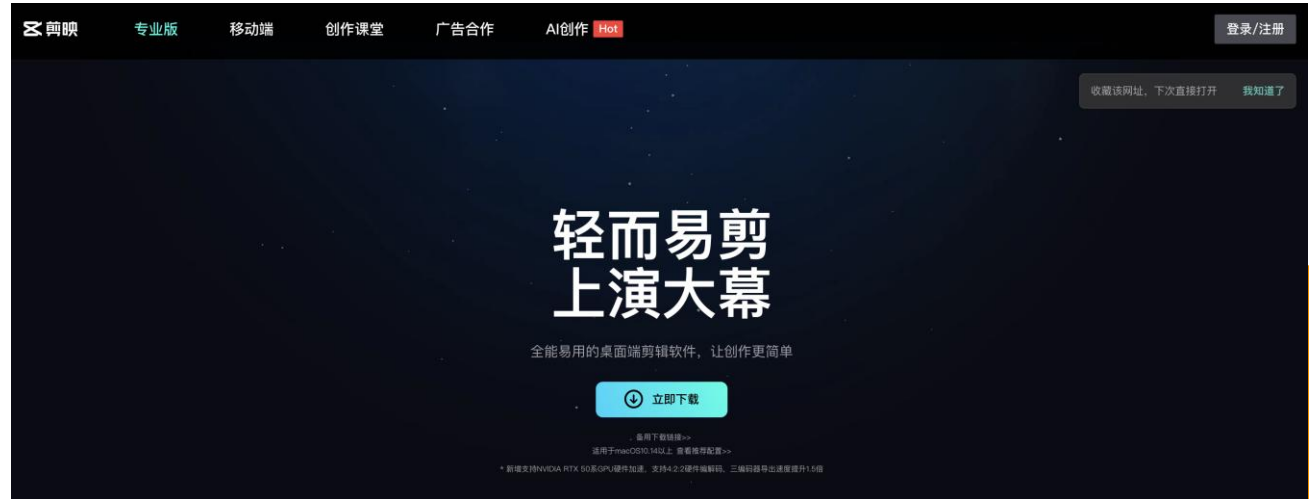 剪映 专业版 移动端 创作课堂 广告合作 AI创作 Hot 登录/注册
收藏该网址，下次直接打开 我知道了
轻而易剪
上演大幕
全能易用的桌面端剪辑软件，让创作更简单
立即下载
备用下载链接>>
适用于macOS10.14以上 查看推荐配置>>
* 新增支持NVIDIA RTX 50系GPU硬件加速，支持4:2:2硬件编解码、三编码器导出速度提升1.5倍